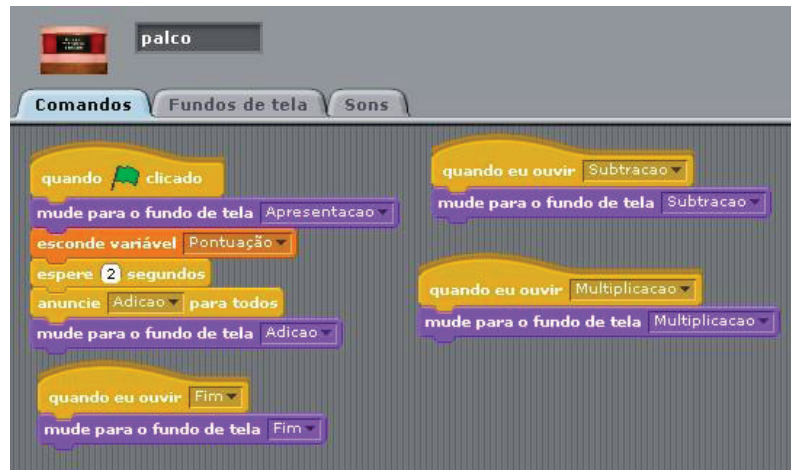 palco
Comandos
Fundos de tela
Sons
quando clicado
mude para o fundo de tela Apresentacao
esconde variável Pontuação
espere 2 segundos
anuncie Adicao para todos
mude para o fundo de tela Adicao
quando eu ouvir Fim
mude para o fundo de tela Fim
quando eu ouvir Subtracao
mude para o fundo de tela Subtracao
quando eu ouvir Multiplicacao
mude para o fundo de tela Multiplicacao